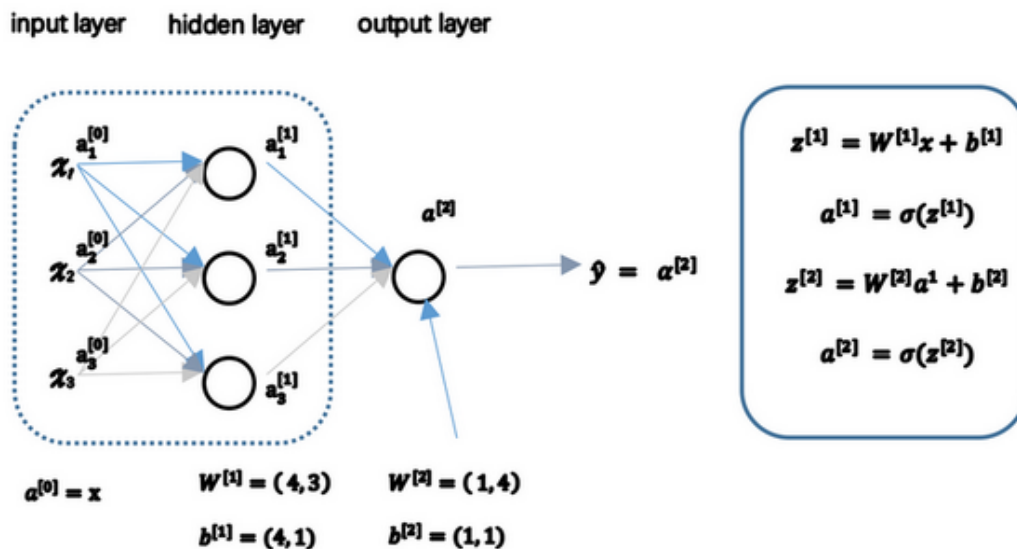 input layer hidden layer output layer
a₁^[0] a₁^[1]
𝓍₁
a^[2]
a₂^[0] a₂^[1]
𝓍₂
ŷ = a^[2]
a₃^[0]
𝓍₃
a₃^[1]
a^[0] = x
W^[1] = (4,3) W^[2] = (1,4)
b^[1] = (4,1) b^[2] = (1,1)
z^[1] = W^[1]x + b^[1]
a^[1] = σ(z^[1])
z^[2] = W^[2]a¹ + b^[2]
a^[2] = σ(z^[2])